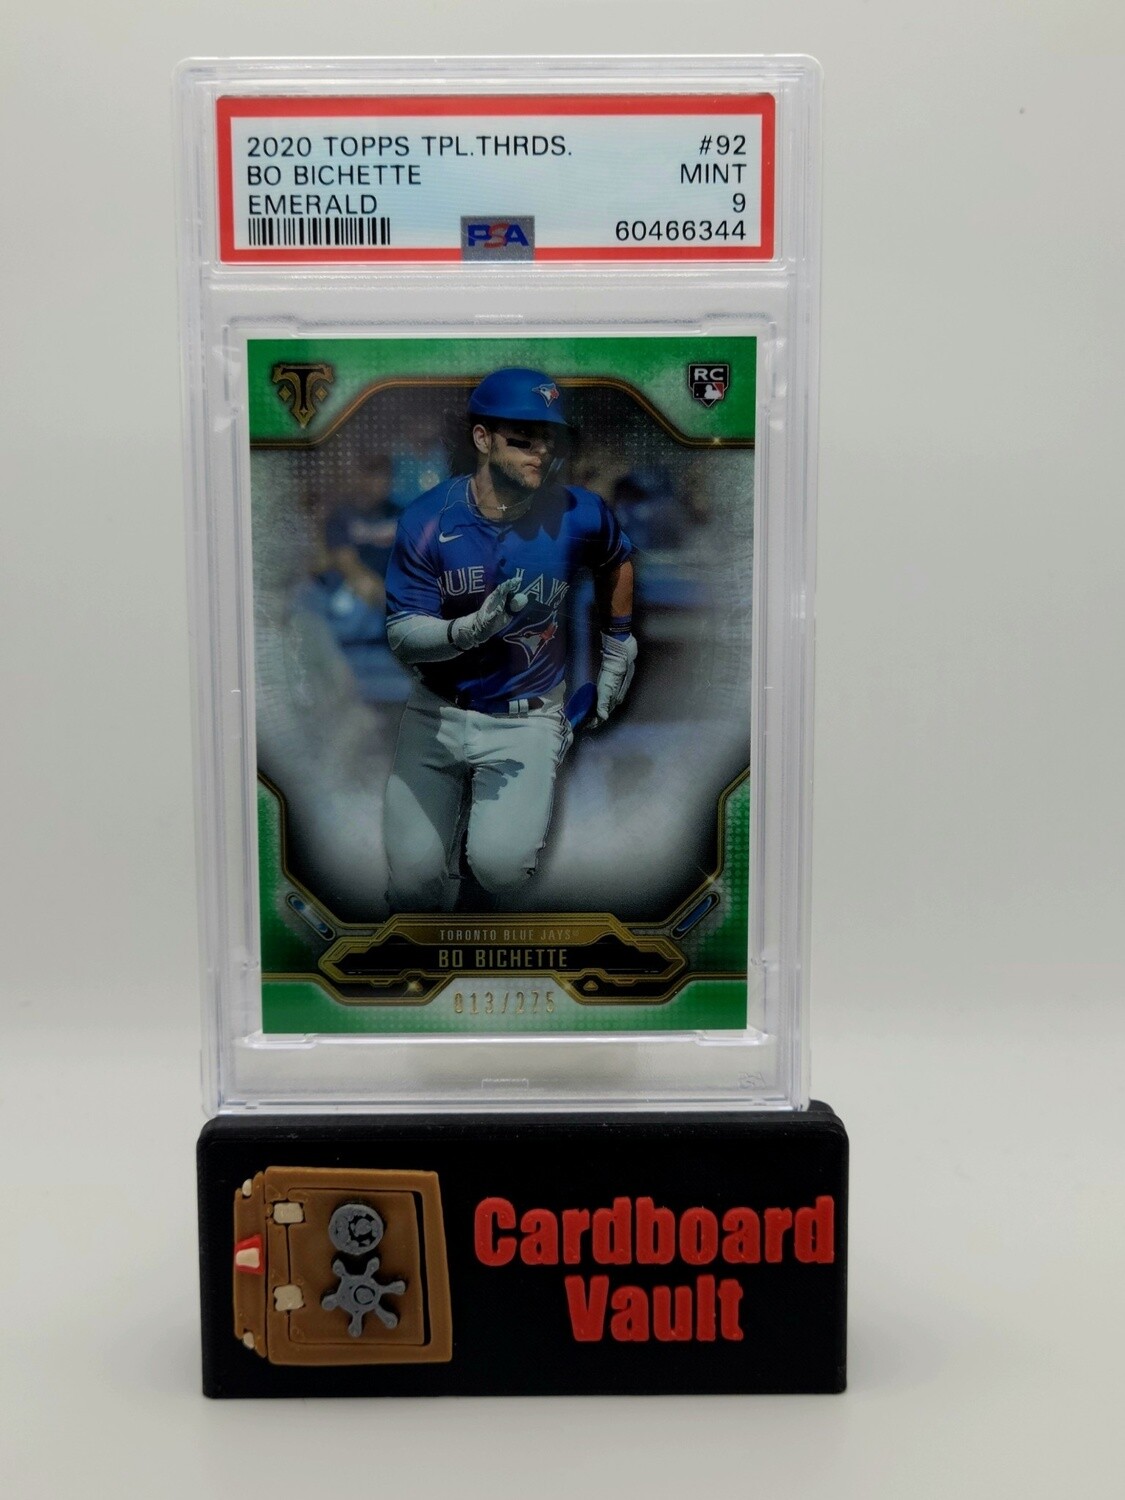 2020 TOPPS TPL.THRDS. #92
BO BICHETTE MINT
EMERALD 9
PSA 60466344
RC
BLUE JAYS
TORONTO BLUE JAYS
BO BICHETTE
013/275
Cardboard
Vault